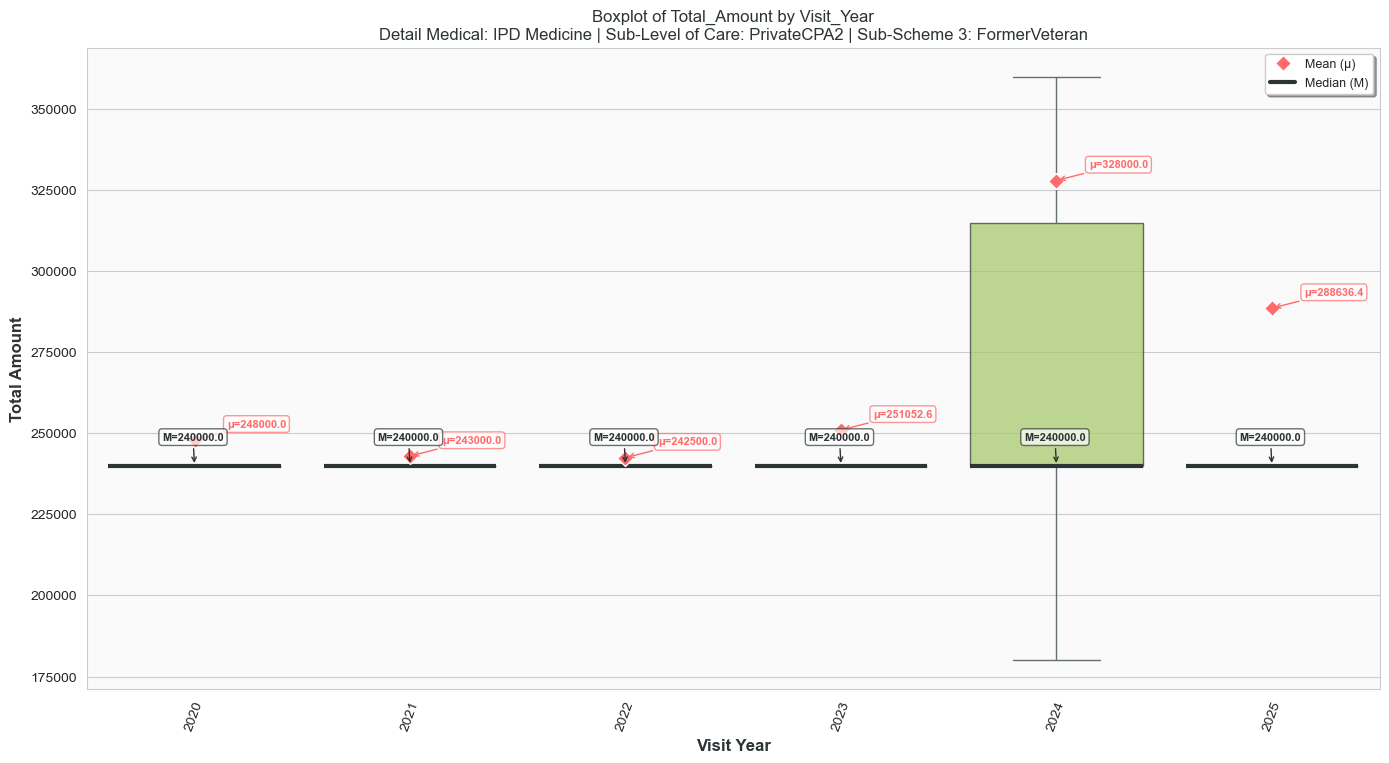 Boxplot of Total_Amount by Visit_Year
Detail Medical: IPD Medicine | Sub-Level of Care: PrivateCPA2 | Sub-Scheme 3: FormerVeteran
Mean (μ)
Median (M)
350000
325000
300000
275000
250000
225000
200000
175000
Total Amount
μ=248000.0
M=240000.0
μ=243000.0
M=240000.0
μ=242500.0
M=240000.0
μ=251052.6
M=240000.0
μ=328000.0
M=240000.0
μ=288636.4
M=240000.0
2020
2021
2022
2023
2024
2025
Visit Year